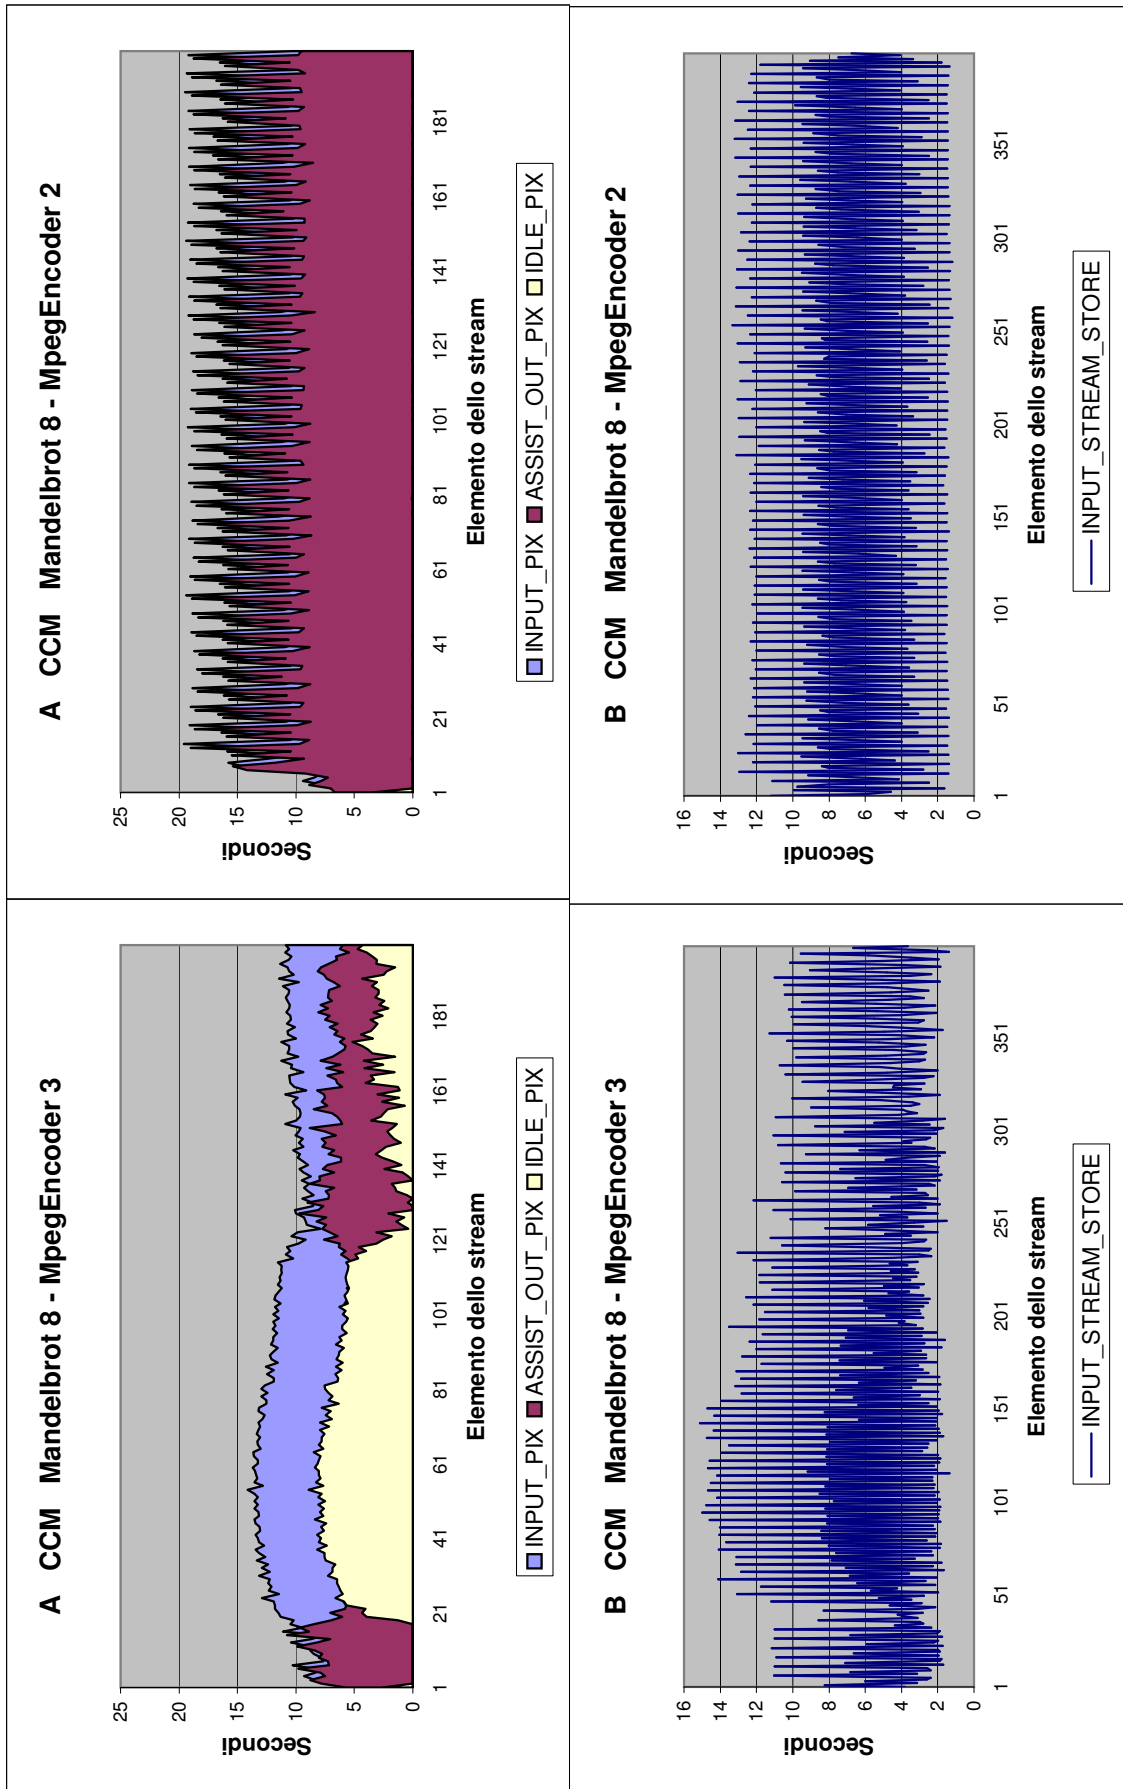 A CCM Mandelbrot 8 - MpegEncoder 3
25
20
15
10
5
0
Secondi
1 21 41 61 81 101 121 141 161 181
Elemento dello stream
INPUT_PIX ASSIST_OUT_PIX IDLE_PIX
A CCM Mandelbrot 8 - MpegEncoder 2
25
20
15
10
5
0
Secondi
1 21 41 61 81 101 121 141 161 181
Elemento dello stream
INPUT_PIX ASSIST_OUT_PIX IDLE_PIX
B CCM Mandelbrot 8 - MpegEncoder 3
16
14
12
10
8
6
4
2
0
Secondi
1 51 101 151 201 251 301 351
Elemento dello stream
INPUT_STREAM_STORE
B CCM Mandelbrot 8 - MpegEncoder 2
16
14
12
10
8
6
4
2
0
Secondi
1 51 101 151 201 251 301 351
Elemento dello stream
INPUT_STREAM_STORE